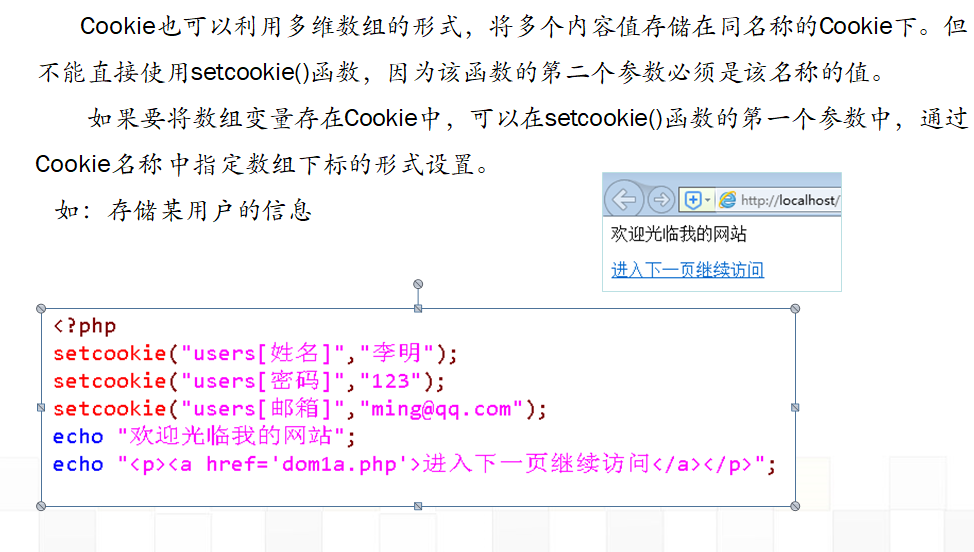 Cookie也可以利用多维数组的形式，将多个内容值存储在同名称的Cookie下。但
不能直接使用setcookie()函数，因为该函数的第二个参数必须是该名称的值。
如果要将数组变量存在Cookie中，可以在setcookie()函数的第一个参数中，通过
Cookie名称中指定数组下标的形式设置。
如：存储某用户的信息
http://localhost/
欢迎光临我的网站
进入下一页继续访问
<?php
setcookie("users[姓名]","李明");
setcookie("users[密码]","123");
setcookie("users[邮箱]","ming@qq.com");
echo "欢迎光临我的网站";
echo "<p><a href='dom1a.php'>进入下一页继续访问</a></p>";